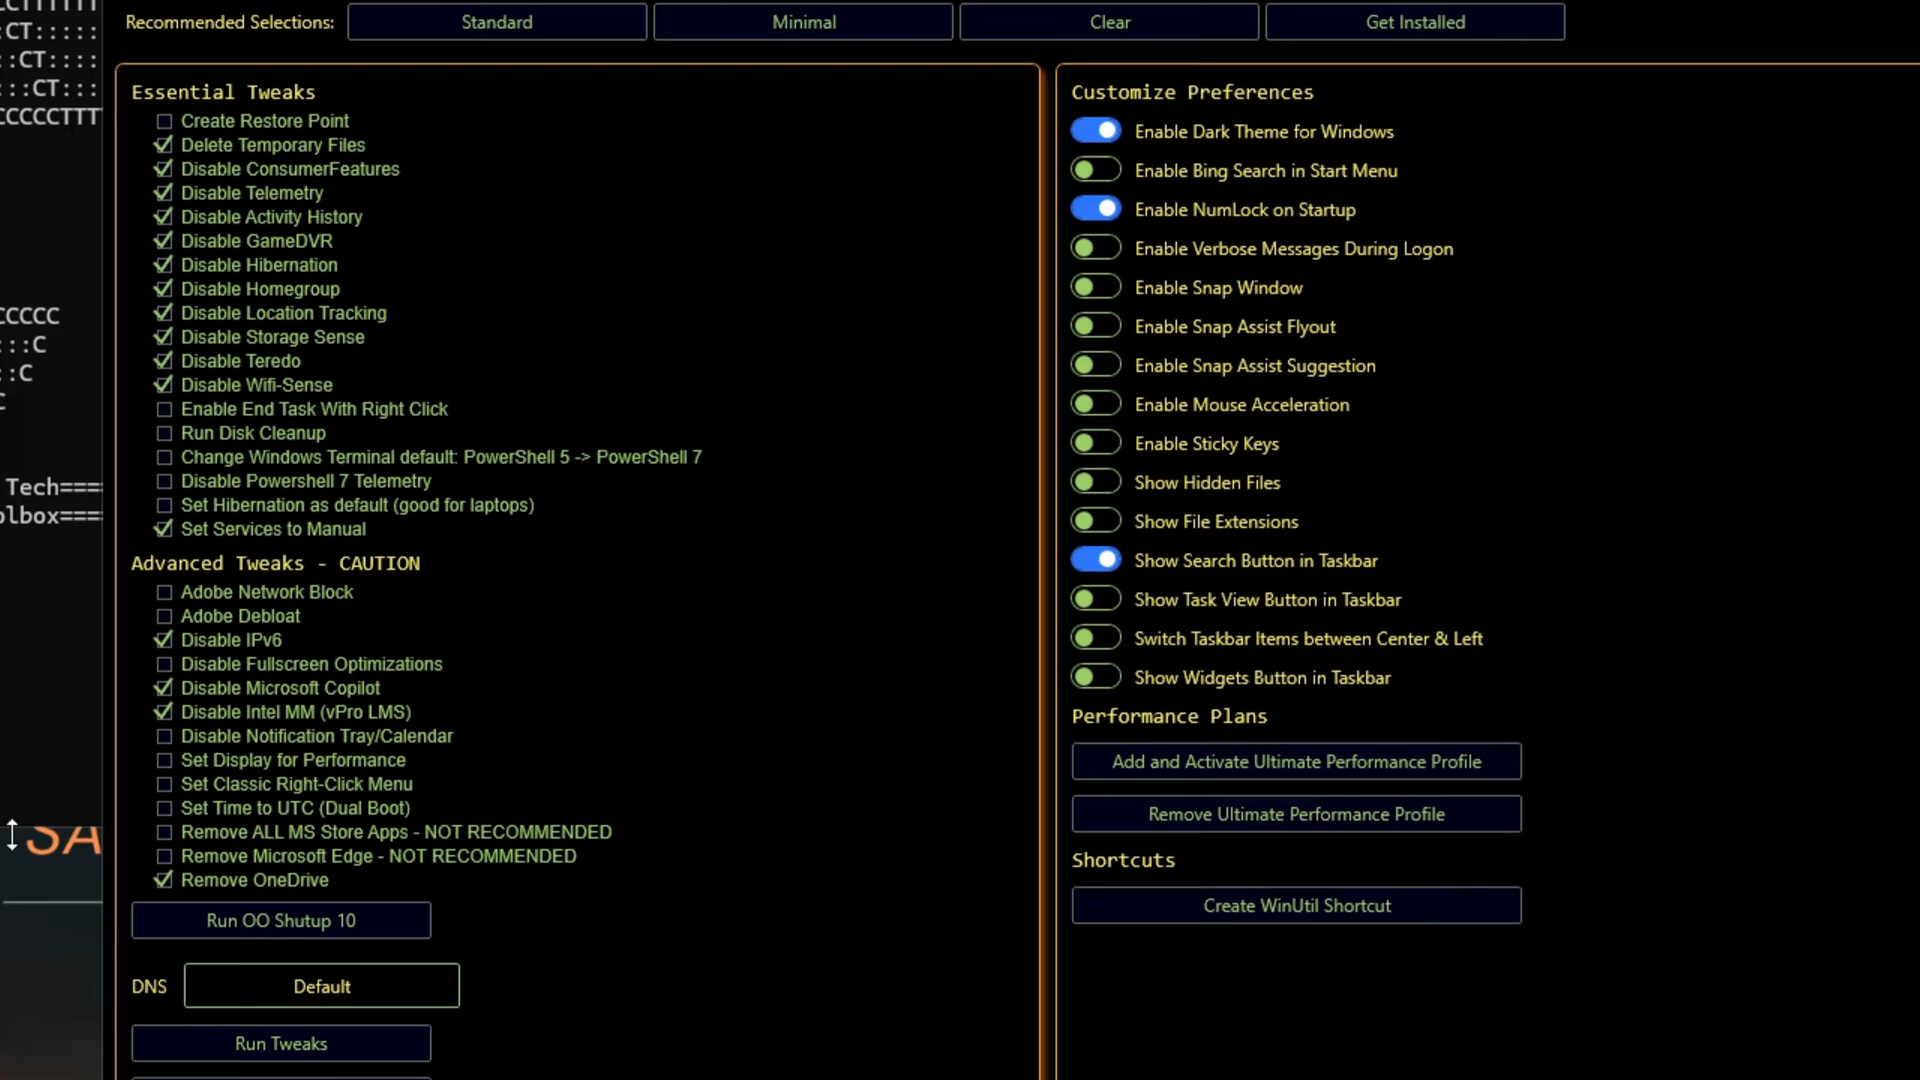 Recommended Selections: Standard Minimal Clear Get Installed
CCTTTTTT
:CT:::::
::CT::::
:::CT:::
CCCCCTTT
CCCCC
:::C
::C
C
Tech====
olbox====
SA
Essential Tweaks
Create Restore Point
Delete Temporary Files
Disable ConsumerFeatures
Disable Telemetry
Disable Activity History
Disable GameDVR
Disable Hibernation
Disable Homegroup
Disable Location Tracking
Disable Storage Sense
Disable Teredo
Disable Wifi-Sense
Enable End Task With Right Click
Run Disk Cleanup
Change Windows Terminal default: PowerShell 5 -> PowerShell 7
Disable Powershell 7 Telemetry
Set Hibernation as default (good for laptops)
Set Services to Manual
Advanced Tweaks - CAUTION
Adobe Network Block
Adobe Debloat
Disable IPv6
Disable Fullscreen Optimizations
Disable Microsoft Copilot
Disable Intel MM (vPro LMS)
Disable Notification Tray/Calendar
Set Display for Performance
Set Classic Right-Click Menu
Set Time to UTC (Dual Boot)
Remove ALL MS Store Apps - NOT RECOMMENDED
Remove Microsoft Edge - NOT RECOMMENDED
Remove OneDrive
Run OO Shutup 10
DNS Default
Run Tweaks
Customize Preferences
Enable Dark Theme for Windows
Enable Bing Search in Start Menu
Enable NumLock on Startup
Enable Verbose Messages During Logon
Enable Snap Window
Enable Snap Assist Flyout
Enable Snap Assist Suggestion
Enable Mouse Acceleration
Enable Sticky Keys
Show Hidden Files
Show File Extensions
Show Search Button in Taskbar
Show Task View Button in Taskbar
Switch Taskbar Items between Center & Left
Show Widgets Button in Taskbar
Performance Plans
Add and Activate Ultimate Performance Profile
Remove Ultimate Performance Profile
Shortcuts
Create WinUtil Shortcut